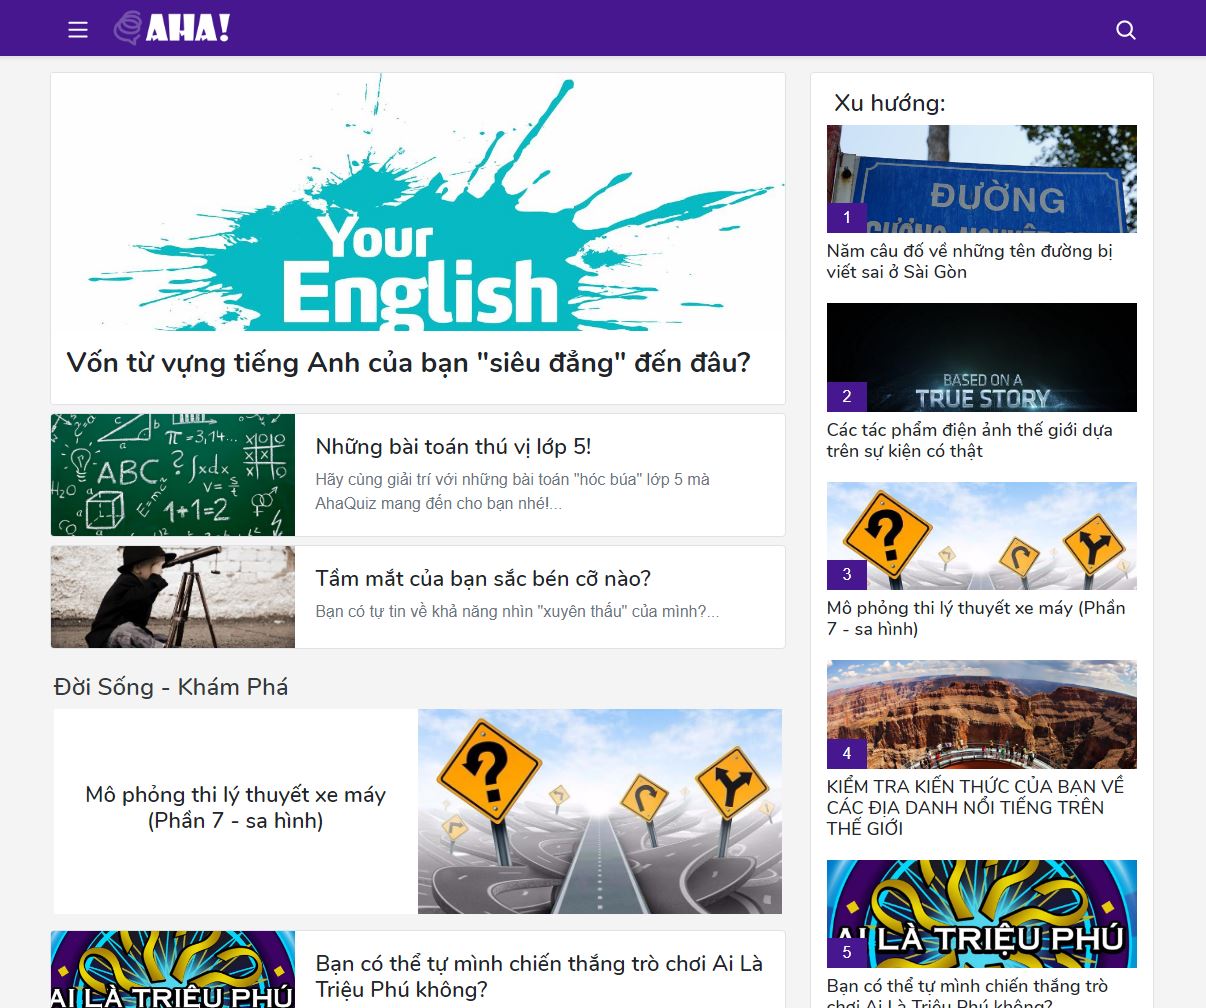 AHA!
Your
English
Vốn từ vựng tiếng Anh của bạn "siêu đẳng" đến đâu?
π=3,14...
ABC
?
∫xdx
H₂O
1+1=2
Những bài toán thú vị lớp 5!
Hãy cùng giải trí với những bài toán "hóc búa" lớp 5 mà
AhaQuiz mang đến cho bạn nhé!...
Tầm mắt của bạn sắc bén cỡ nào?
Bạn có tự tin về khả năng nhìn "xuyên thấu" của mình?...
Đời Sống - Khám Phá
Mô phỏng thi lý thuyết xe máy
(Phần 7 - sa hình)
?
AI LÀ TRIỆU PHÚ
Bạn có thể tự mình chiến thắng trò chơi Ai Là
Triệu Phú không?
Xu hướng:
ĐƯỜNG
1
Năm câu đố về những tên đường bị
viết sai ở Sài Gòn
BASED ON A
TRUE STORY
2
Các tác phẩm điện ảnh thế giới dựa
trên sự kiện có thật
?
3
Mô phỏng thi lý thuyết xe máy (Phần
7 - sa hình)
4
KIỂM TRA KIẾN THỨC CỦA BẠN VỀ
CÁC ĐỊA DANH NỔI TIẾNG TRÊN
THẾ GIỚI
AI LÀ TRIỆU PHÚ
5
Bạn có thể tự mình chiến thắng trò
chơi Ai Là Triệu Phú không?